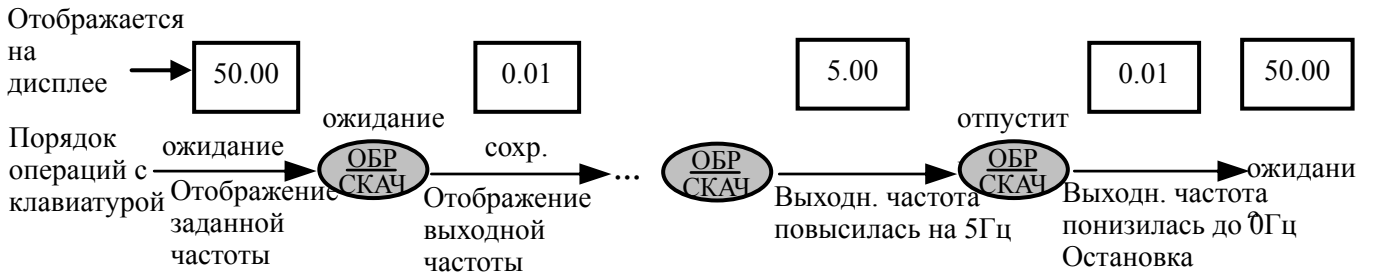 Отображается
на
дисплее
50.00
0.01
5.00
0.01
50.00
Порядок
операций с
клавиатурой
ожидание
Отображение
заданной
частоты
ожидание
ОБР
СКАЧ
сохр.
Отображение
выходной
частоты
...
ОБР
СКАЧ
Выходн. частота
повысилась на 5Гц
отпустит
ОБР
СКАЧ
Выходн. частота
понизилась до 0Гц
Остановка
ожидани